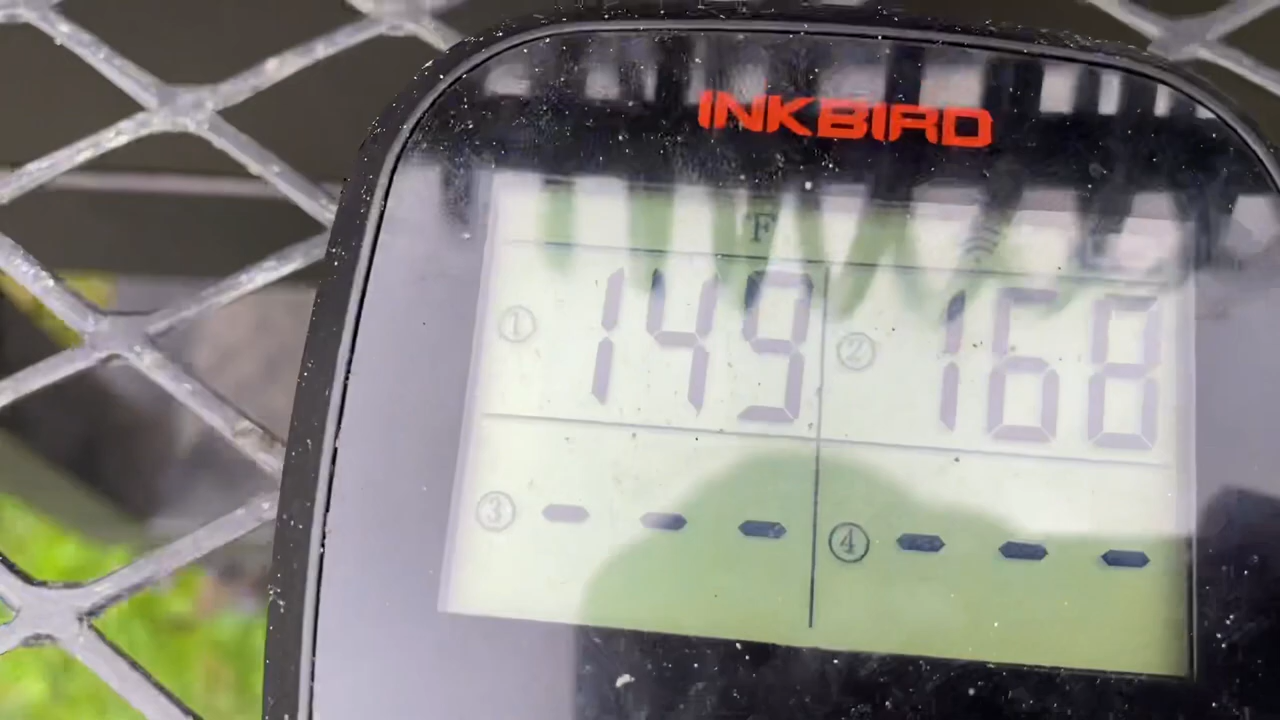 INKBIRD
°F
① 149 ② 168
③ --- ④ ---